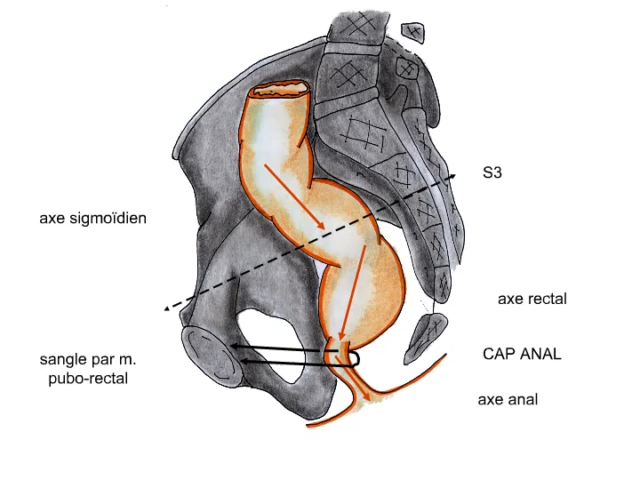 S3
axe sigmoïdien
axe rectal
sangle par m.
pubo-rectal
CAP ANAL
axe anal